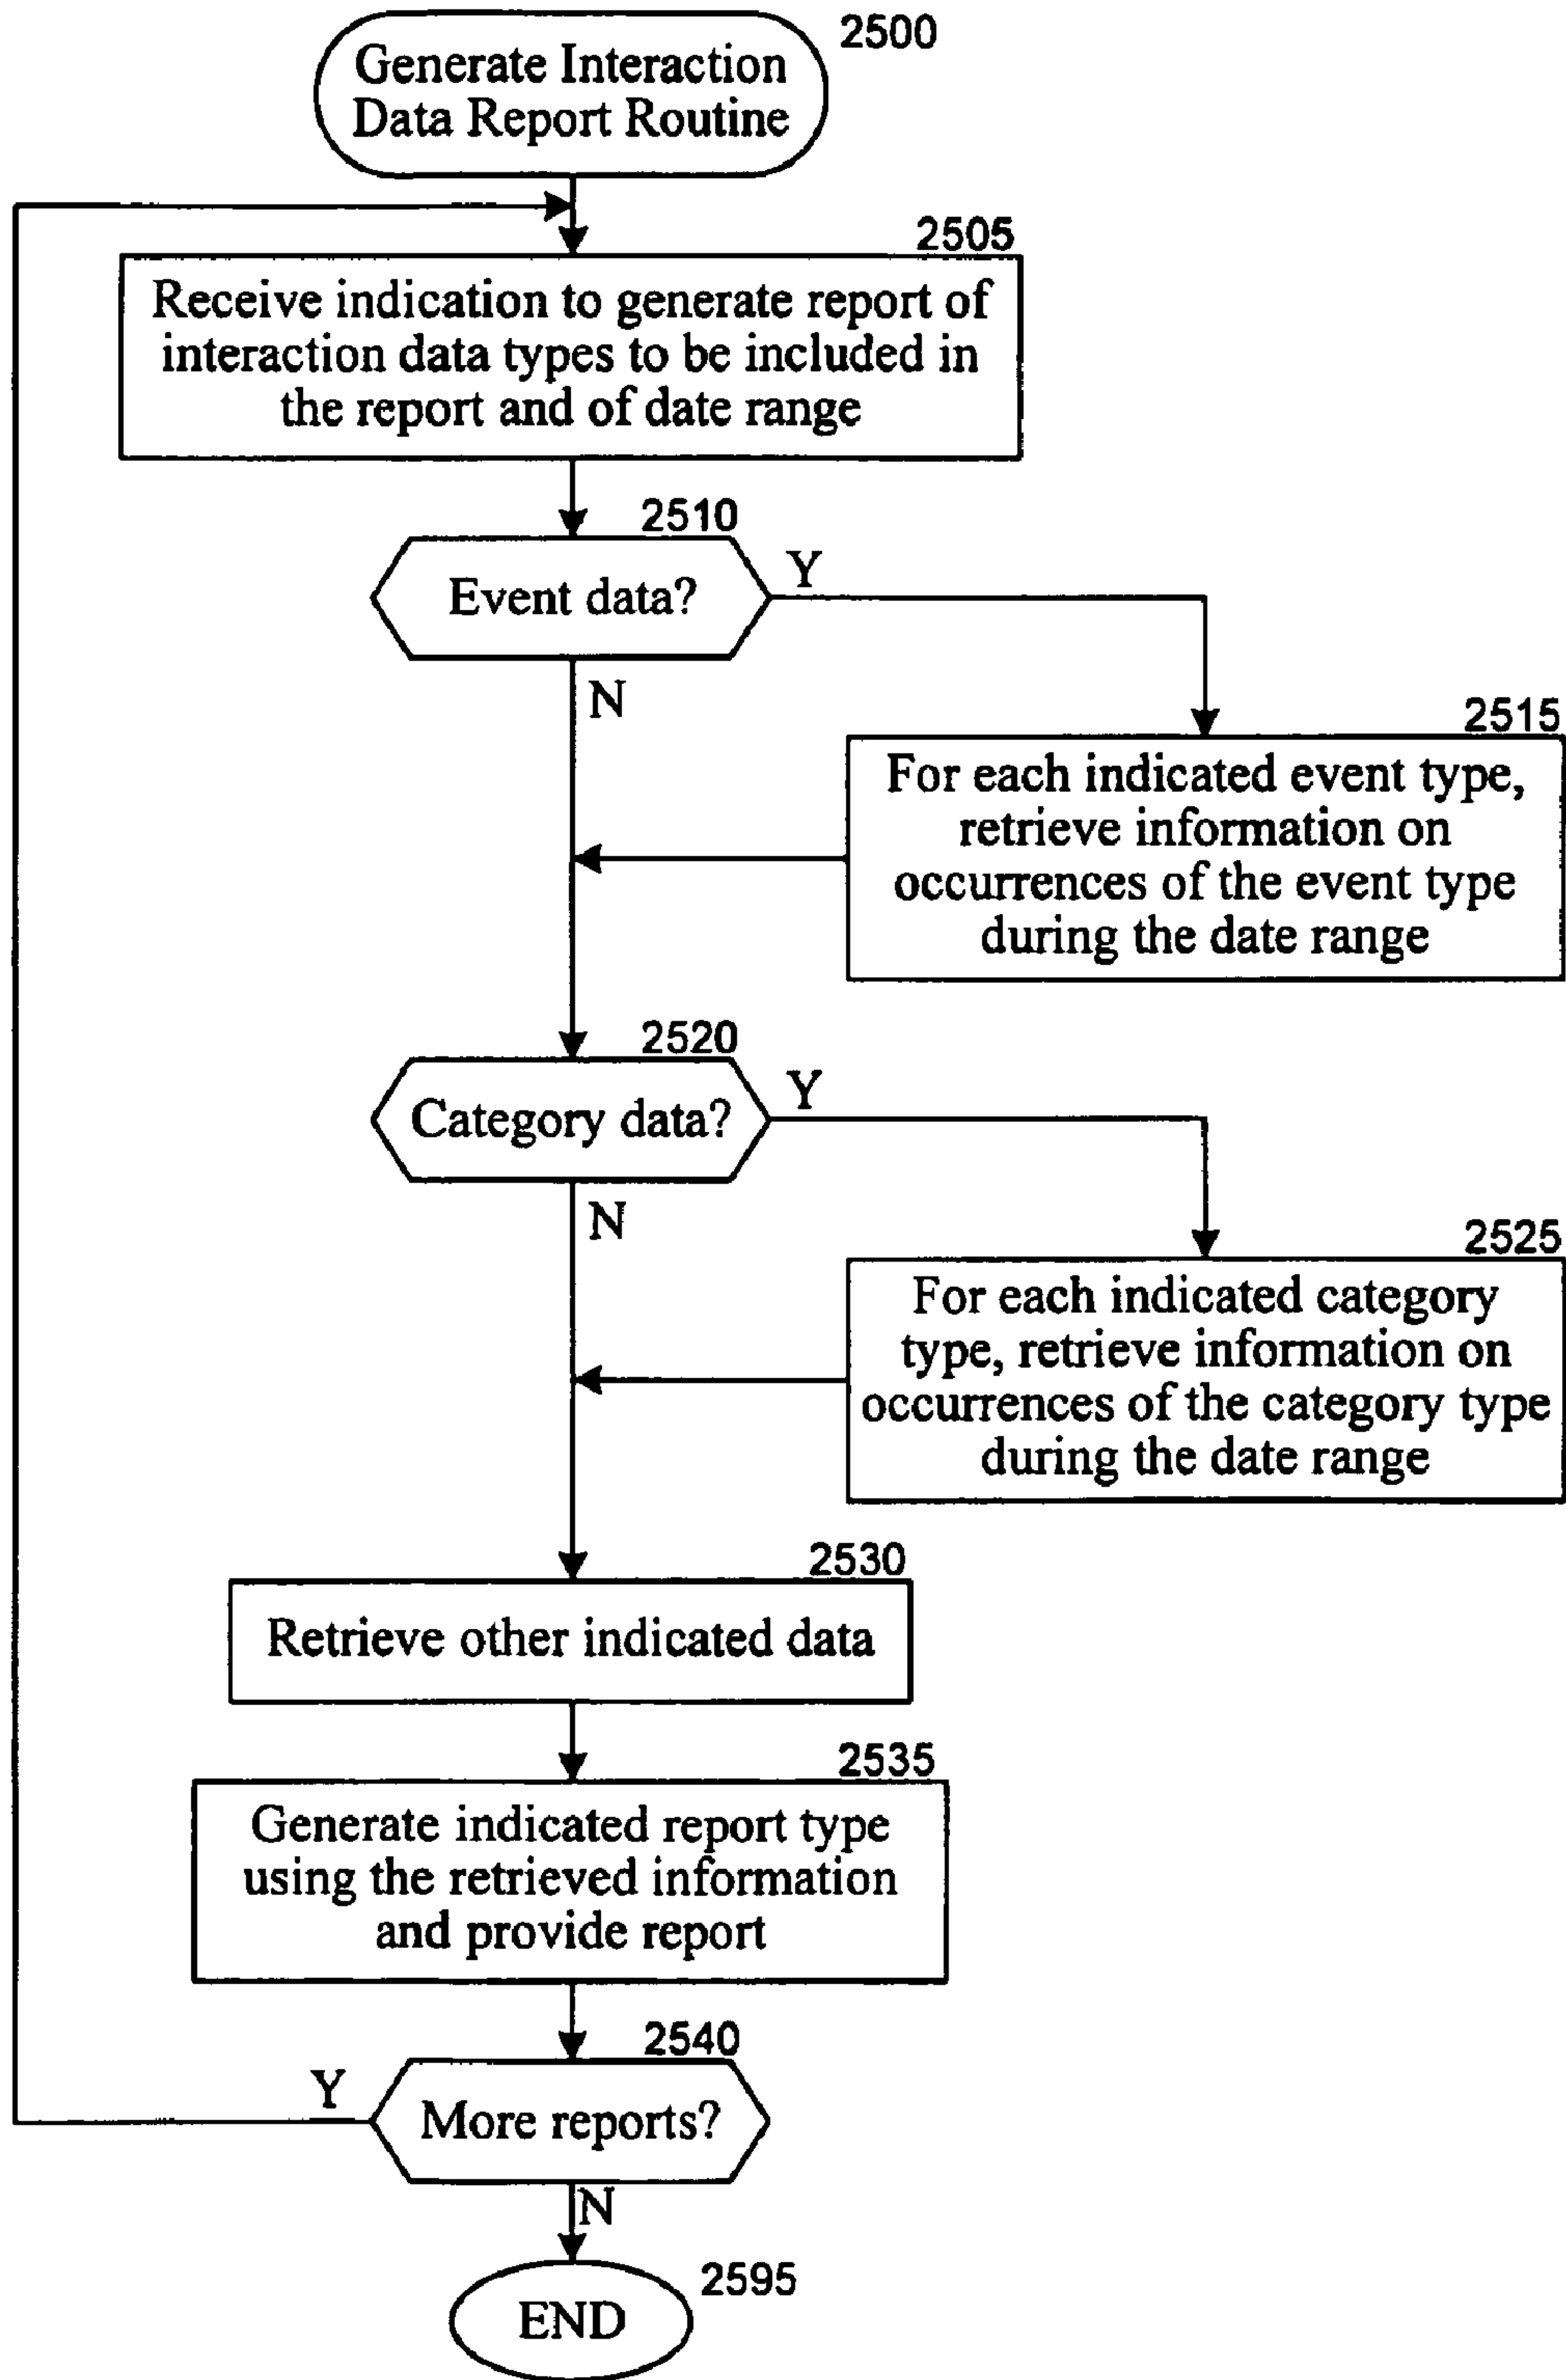 2500
Generate Interaction
Data Report Routine
2505
Receive indication to generate report of
interaction data types to be included in
the report and of date range
2510
Event data?
Y
N
2515
For each indicated event type,
retrieve information on
occurrences of the event type
during the date range
2520
Category data?
Y
N
2525
For each indicated category
type, retrieve information on
occurrences of the category type
during the date range
2530
Retrieve other indicated data
2535
Generate indicated report type
using the retrieved information
and provide report
2540
Y
More reports?
N
2595
END